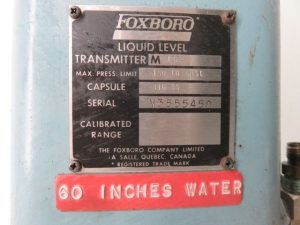 FOXBORO
LIQUID LEVEL
TRANSMITTER M
MAX. PRESS. LIMIT
CAPSULE
SERIAL
CALIBRATED
RANGE
THE FOXBORO COMPANY LIMITED
LA SALLE, QUEBEC, CANADA
* REGISTERED TRADE MARK
60 INCHES WATER